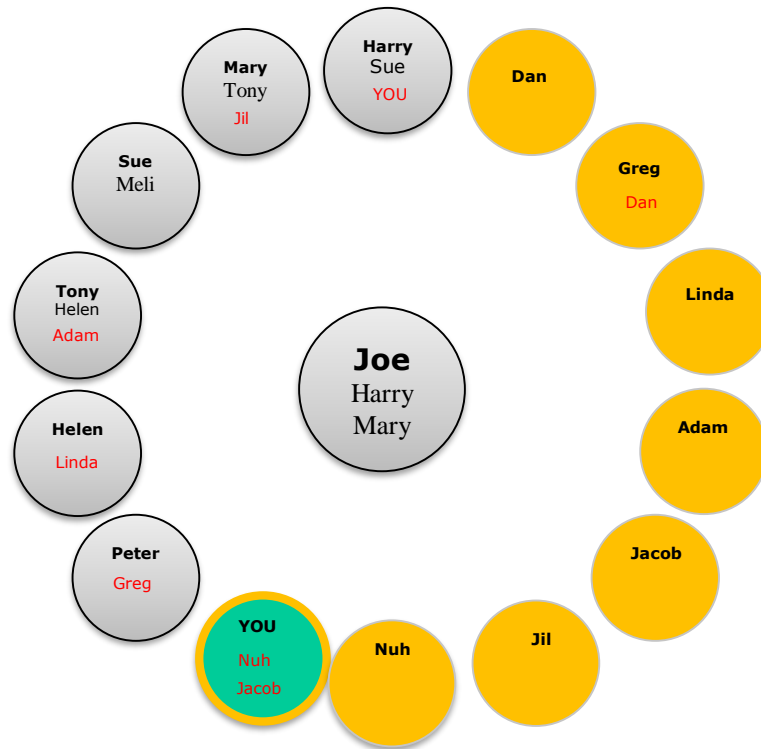 Harry
Sue
YOU
Mary
Tony
Jil
Dan
Sue
Meli
Greg
Dan
Tony
Helen
Adam
Linda
Joe
Harry
Mary
Helen
Linda
Adam
Peter
Greg
Jacob
YOU
Nuh
Jacob
Nuh
Jil